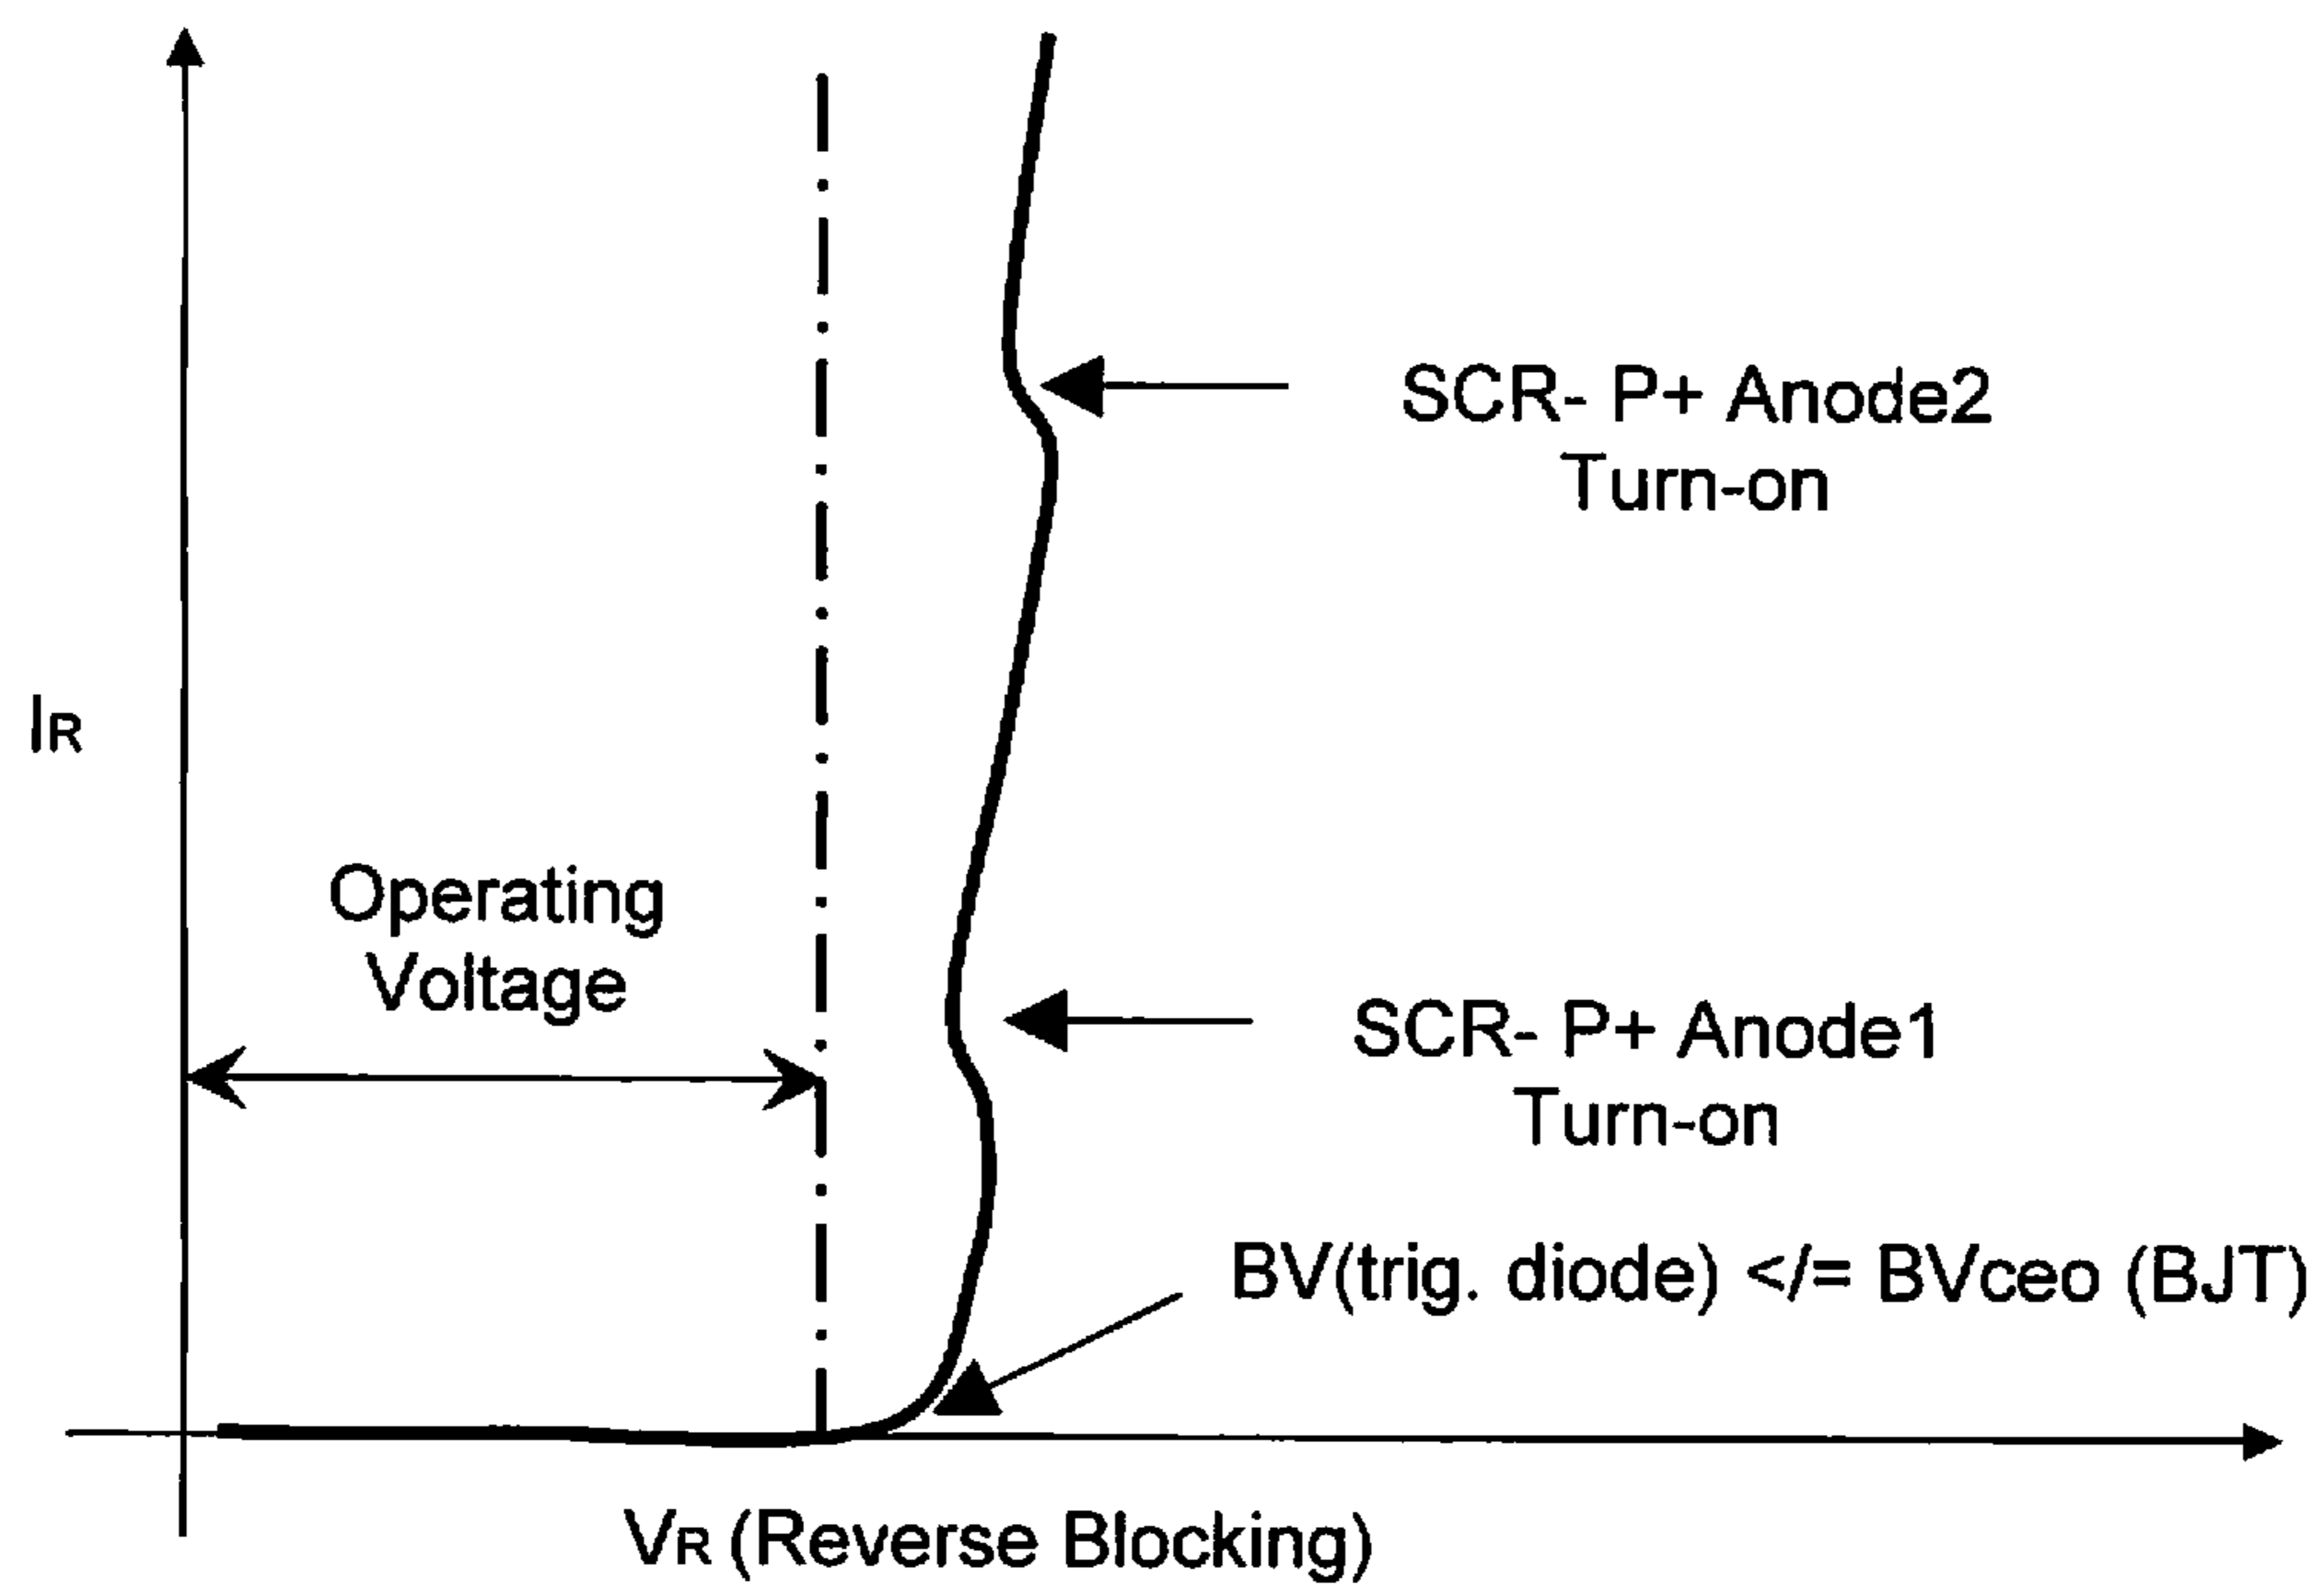 SCR- P+ Anode2
Turn-on
IR
Operating
Voltage
SCR- P+ Anode1
Turn-on
BV(trig. diode) </= BVceo (BJT)
VR (Reverse Blocking)